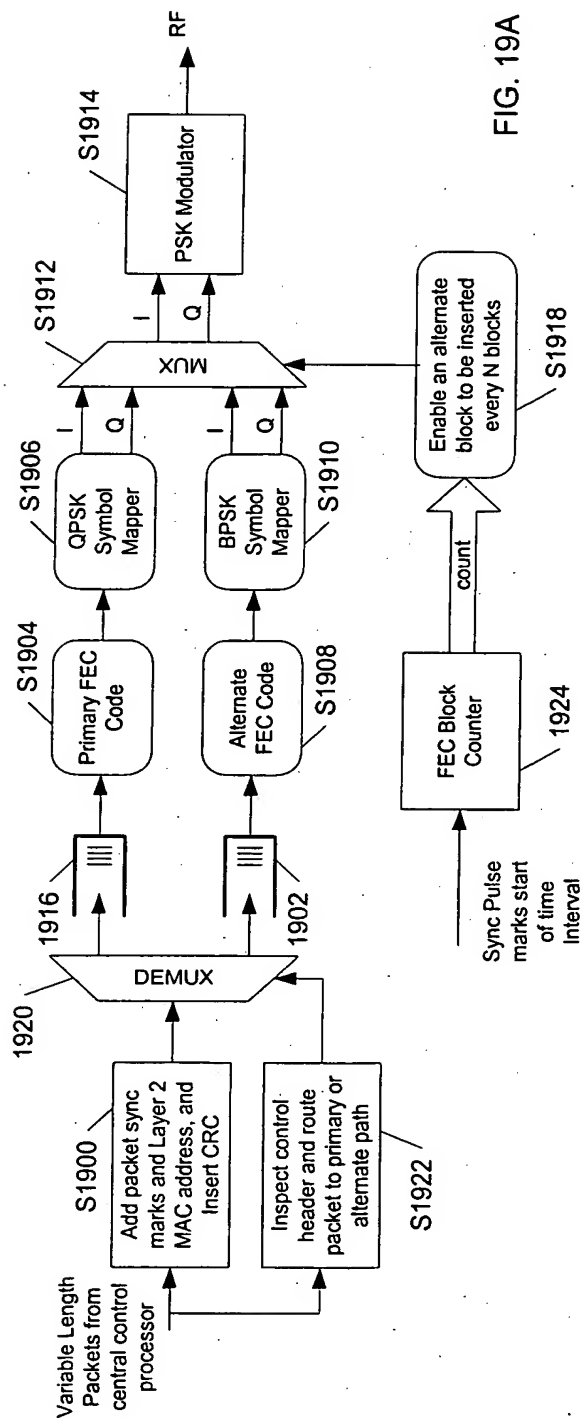 Variable Length
Packets from
central control
processor
S1900
Add packet sync
marks and Layer 2
MAC address, and
Insert CRC
Inspect control
header and route
packet to primary or
alternate path
S1922
1920
DEMUX
1916
1902
S1904
Primary FEC
Code
Alternate
FEC Code
S1908
S1906
QPSK
Symbol
Mapper
BPSK
Symbol
Mapper
S1910
I
Q
I
Q
S1912
MUX
I
Q
S1914
PSK Modulator
RF
Sync Pulse
marks start
of time
Interval
FEC Block
Counter
1924
count
Enable an alternate
block to be inserted
every N blocks
S1918
FIG. 19A